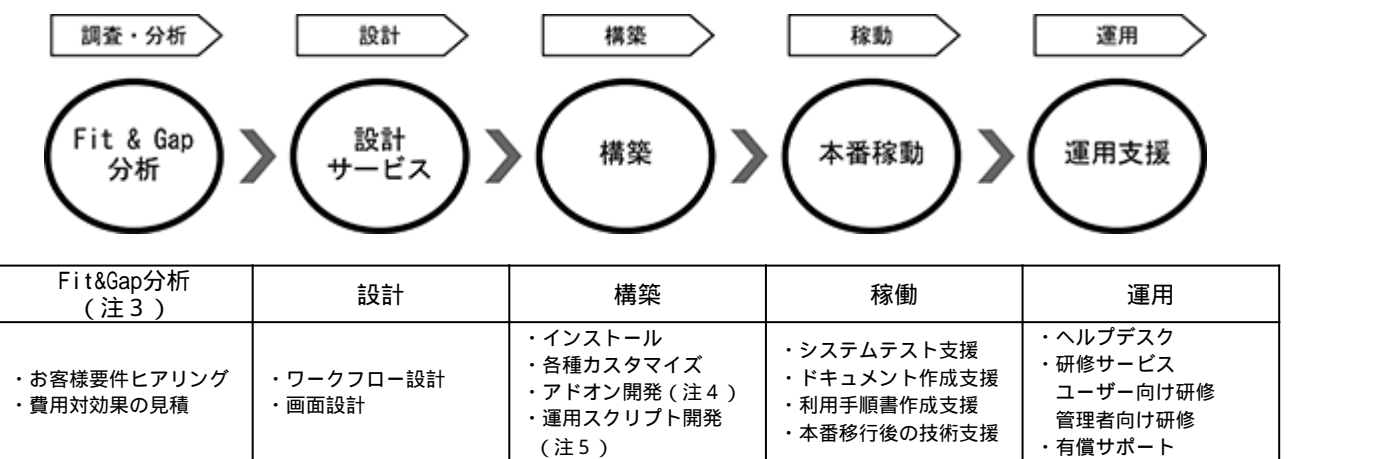 調査・分析
設計
構築
稼動
運用
Fit & Gap
分析
設計
サービス
構築
本番稼動
運用支援
Fit&Gap分析
(注3)
設計
構築
稼働
運用
・お客様要件ヒアリング
・費用対効果の見積
・ワークフロー設計
・画面設計
・インストール
・各種カスタマイズ
・アドオン開発(注4)
・運用スクリプト開発
(注5)
・システムテスト支援
・ドキュメント作成支援
・利用手順書作成支援
・本番移行後の技術支援
・ヘルプデスク
・研修サービス
ユーザー向け研修
管理者向け研修
・有償サポート